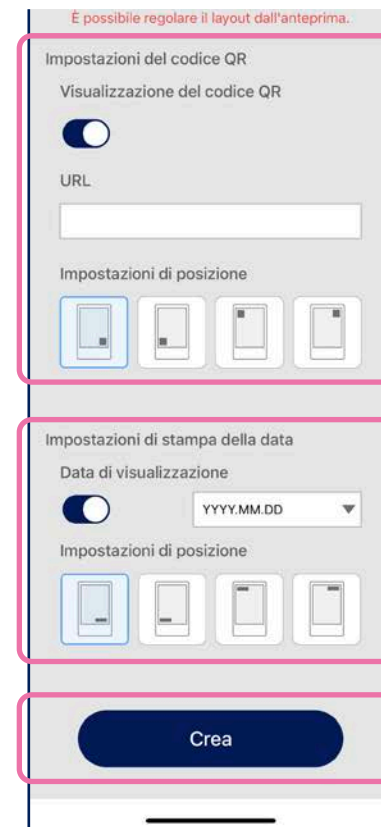 È possibile regolare il layout dall'anteprima.
Impostazioni del codice QR
Visualizzazione del codice QR
URL
Impostazioni di posizione
Impostazioni di stampa della data
Data di visualizzazione
YYYY.MM.DD
Impostazioni di posizione
Crea